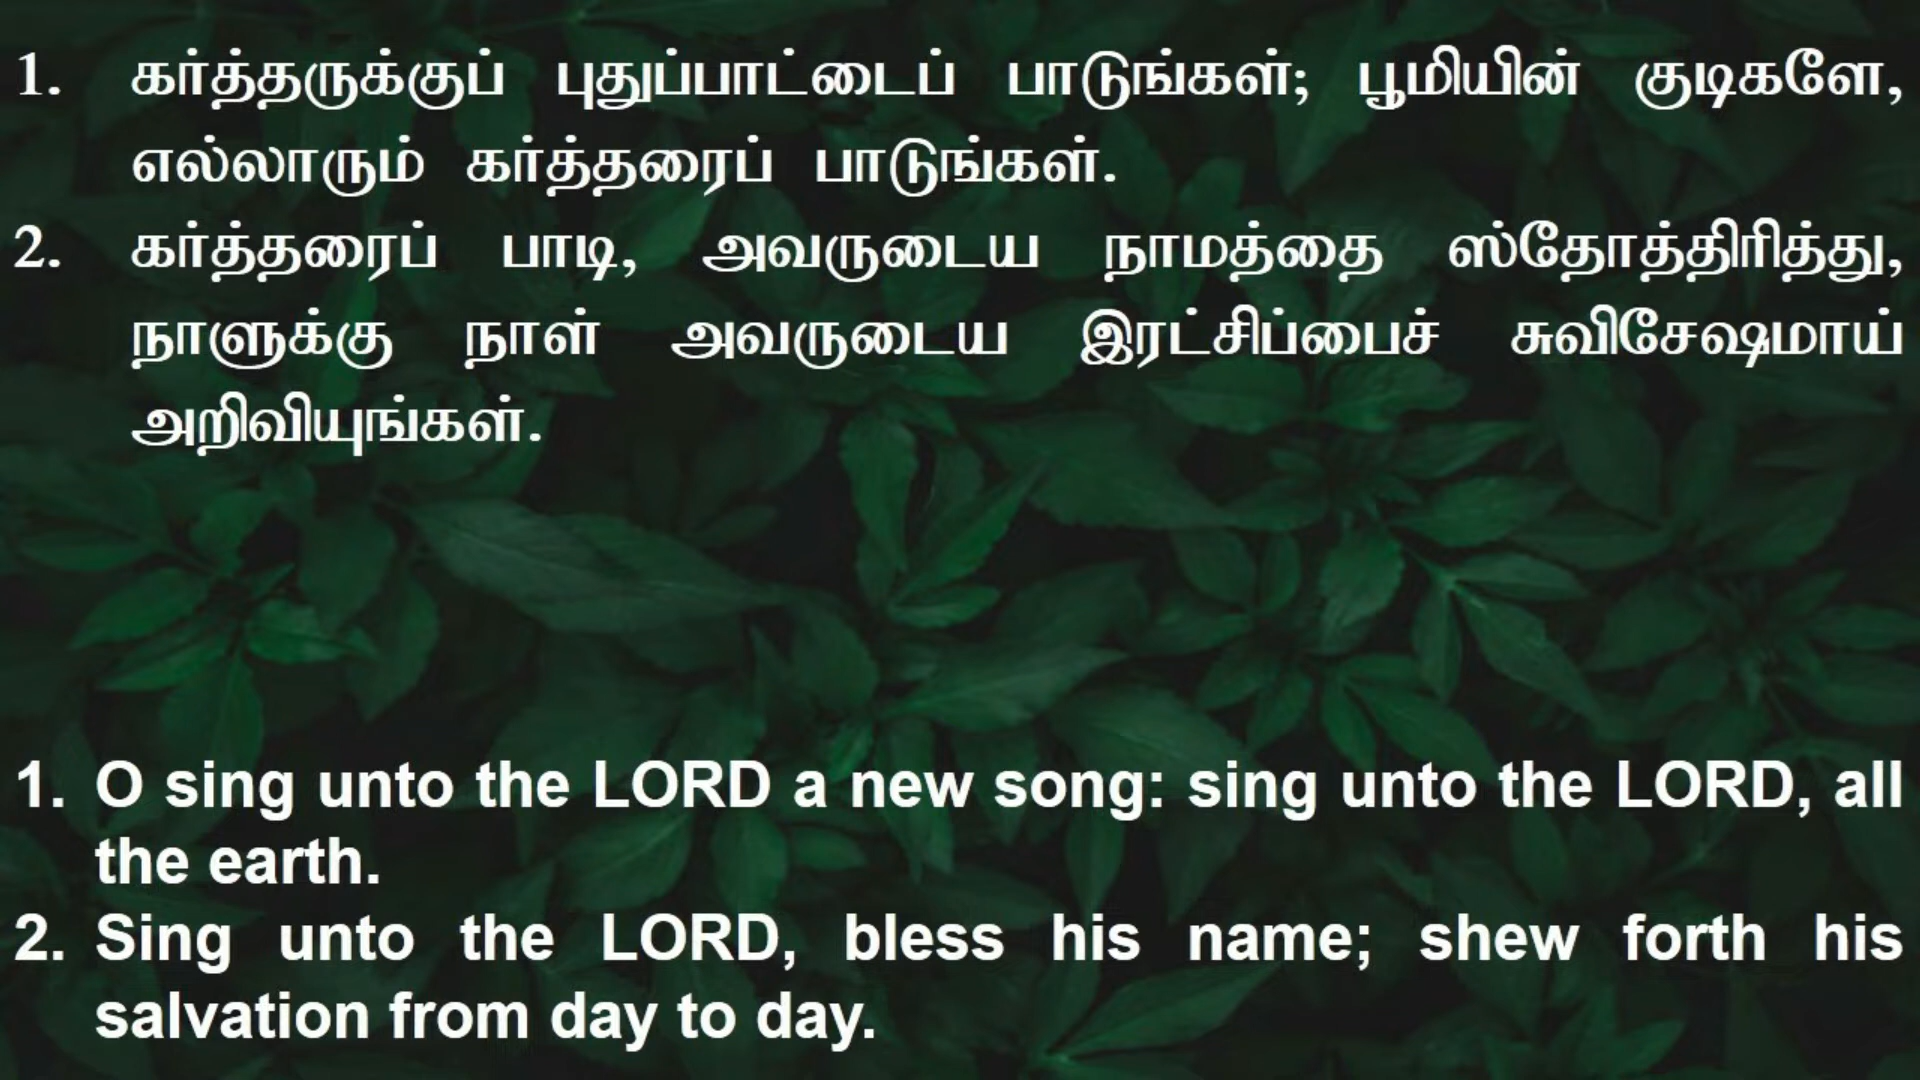 1. கர்த்தருக்குப் புதுப்பாட்டைப் பாடுங்கள்; பூமியின் குடிகளே,
எல்லாரும் கர்த்தரைப் பாடுங்கள்.
2. கர்த்தரைப் பாடி, அவருடைய நாமத்தை ஸ்தோத்திரித்து,
நாளுக்கு நாள் அவருடைய இரட்சிப்பைச் சுவிசேஷமாய்
அறிவியுங்கள்.
1. O sing unto the LORD a new song: sing unto the LORD, all
the earth.
2. Sing unto the LORD, bless his name; shew forth his
salvation from day to day.